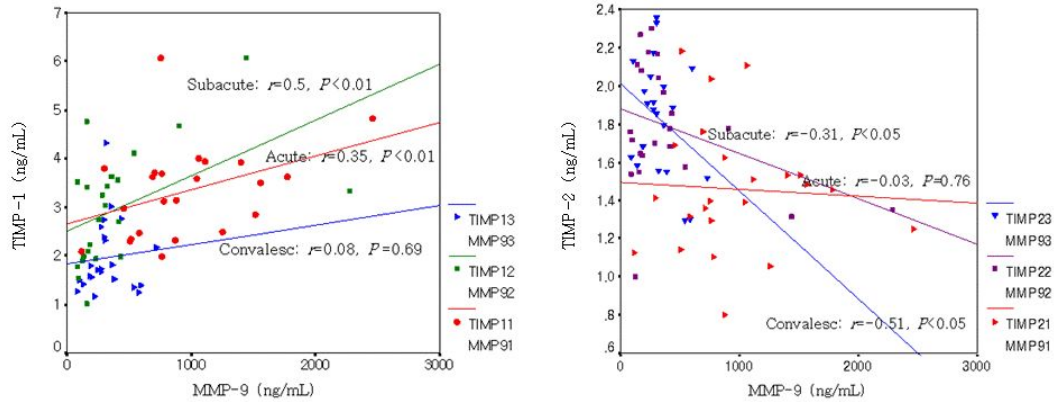 7
6
5
4
3
2
1
0
TIMP-1 (ng/mL)
Subacute: r=0.5, P<0.01
Acute: r=0.35, P<0.01
Convalesc: r=0.08, P=0.69
TIMP13
MMP93
TIMP12
MMP92
TIMP11
MMP91
0
1000
2000
3000
MMP-9 (ng/mL)
2.4
2.2
2.0
1.8
1.6
1.4
1.2
1.0
.8
.6
TIMP-2 (ng/mL)
Subacute: r=-0.31, P<0.05
Acute: r=-0.03, P=0.76
Convalesc: r=-0.51, P<0.05
TIMP23
MMP93
TIMP22
MMP92
TIMP21
MMP91
0
1000
2000
3000
MMP-9 (ng/mL)